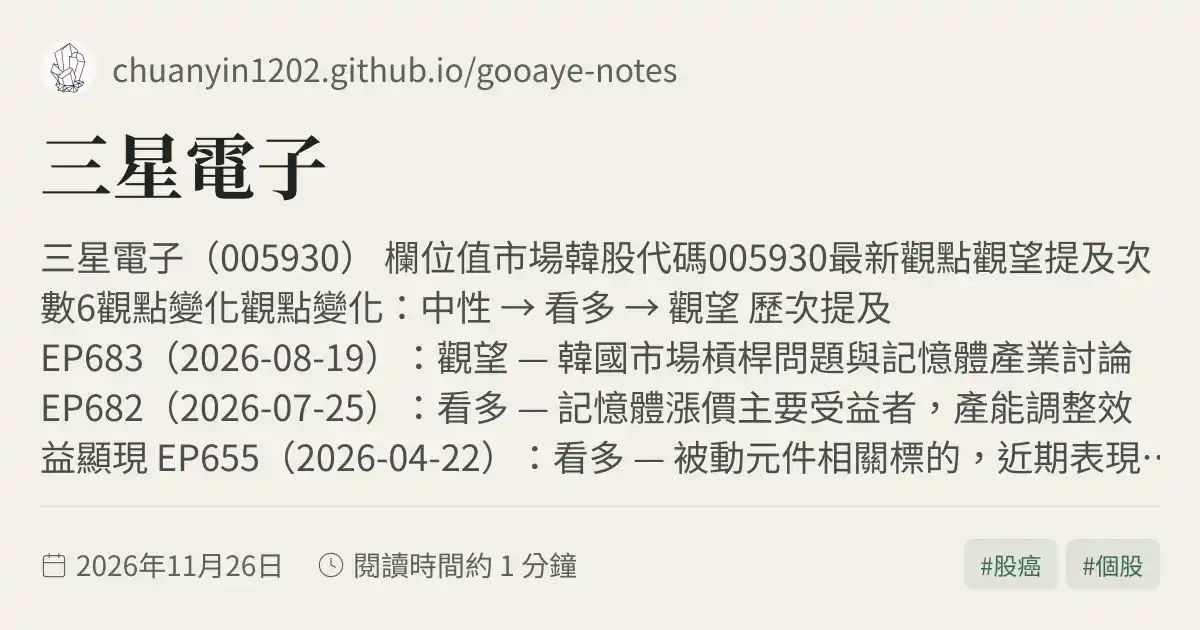 chuanyin1202.github.io/gooaye-notes
三星電子
三星電子（005930） 欄位值市場韓股代碼005930最新觀點觀望提及次
數6觀點變化觀點變化：中性 → 看多 → 觀望 歷次提及
EP683（2026-08-19）：觀望 — 韓國市場槓桿問題與記憶體產業討論
EP682（2026-07-25）：看多 — 記憶體漲價主要受益者，產能調整效
益顯現 EP655（2026-04-22）：看多 — 被動元件相關標的，近期表現…
2026年11月26日
閱讀時間約 1 分鐘
#股癌
#個股